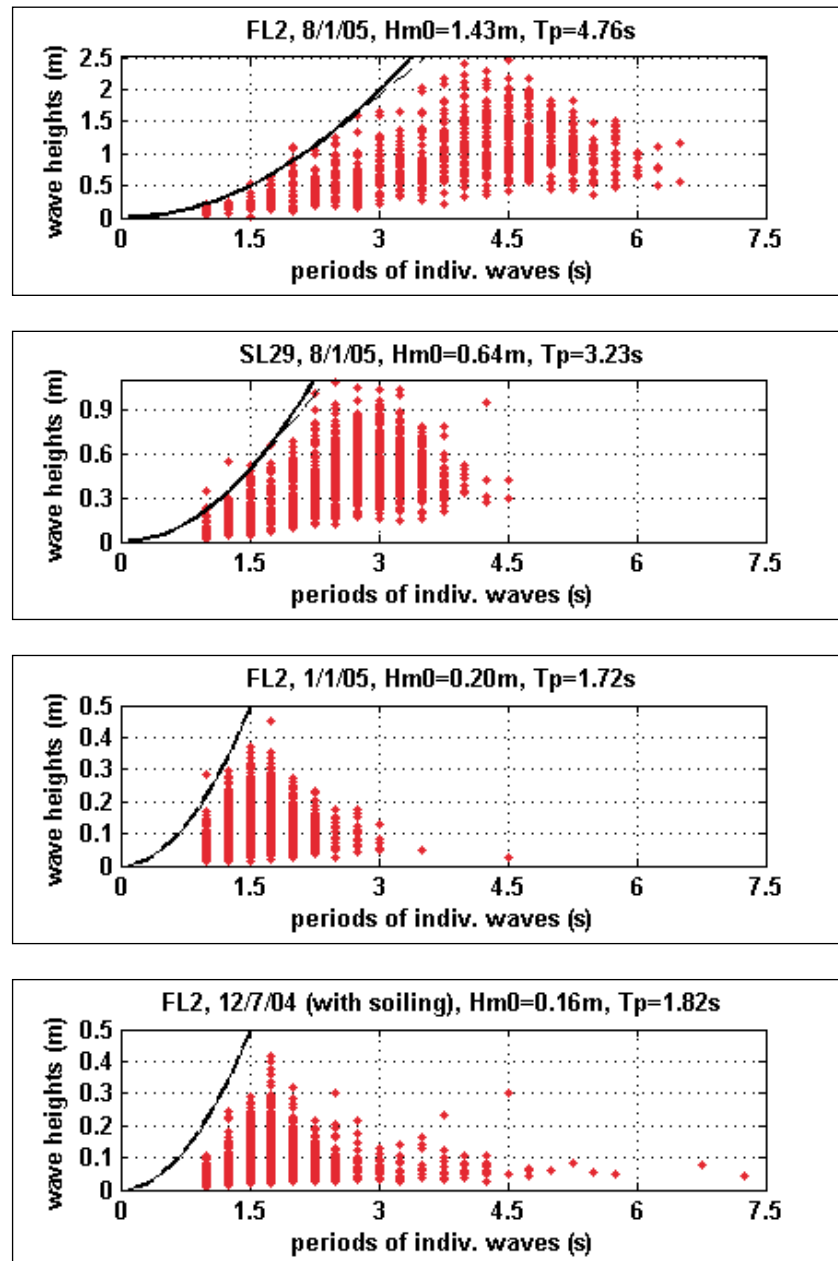 FL2, 8/1/05, Hm0=1.43m, Tp=4.76s
wave heights (m)
2.5
2
1.5
1
0.5
0
0 1.5 3 4.5 6 7.5
periods of indiv. waves (s)
SL29, 8/1/05, Hm0=0.64m, Tp=3.23s
wave heights (m)
0.9
0.6
0.3
0
0 1.5 3 4.5 6 7.5
periods of indiv. waves (s)
FL2, 1/1/05, Hm0=0.20m, Tp=1.72s
wave heights (m)
0.5
0.4
0.3
0.2
0.1
0
0 1.5 3 4.5 6 7.5
periods of indiv. waves (s)
FL2, 12/7/04 (with soiling), Hm0=0.16m, Tp=1.82s
wave heights (m)
0.5
0.4
0.3
0.2
0.1
0
0 1.5 3 4.5 6 7.5
periods of indiv. waves (s)